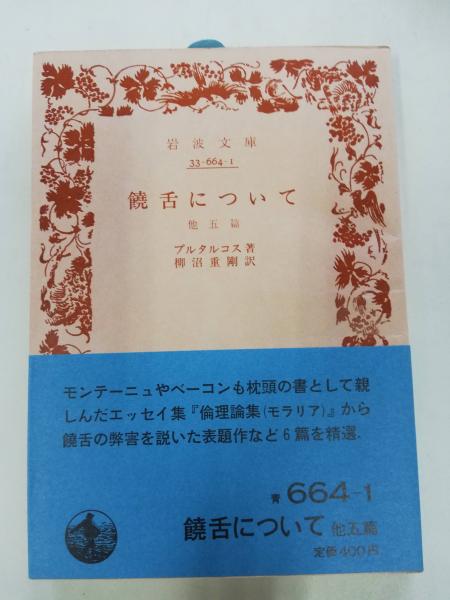 岩波文庫
33-664-1
饒舌について
他五篇
プルタルコス著
柳沼重剛訳
モンテーニュやベーコンも枕頭の書として親
しんだエッセイ集『倫理論集(モラリア)』から
饒舌の弊害を説いた表題作など6篇を精選.
青 664-1
饒舌について 他五篇
定価400円